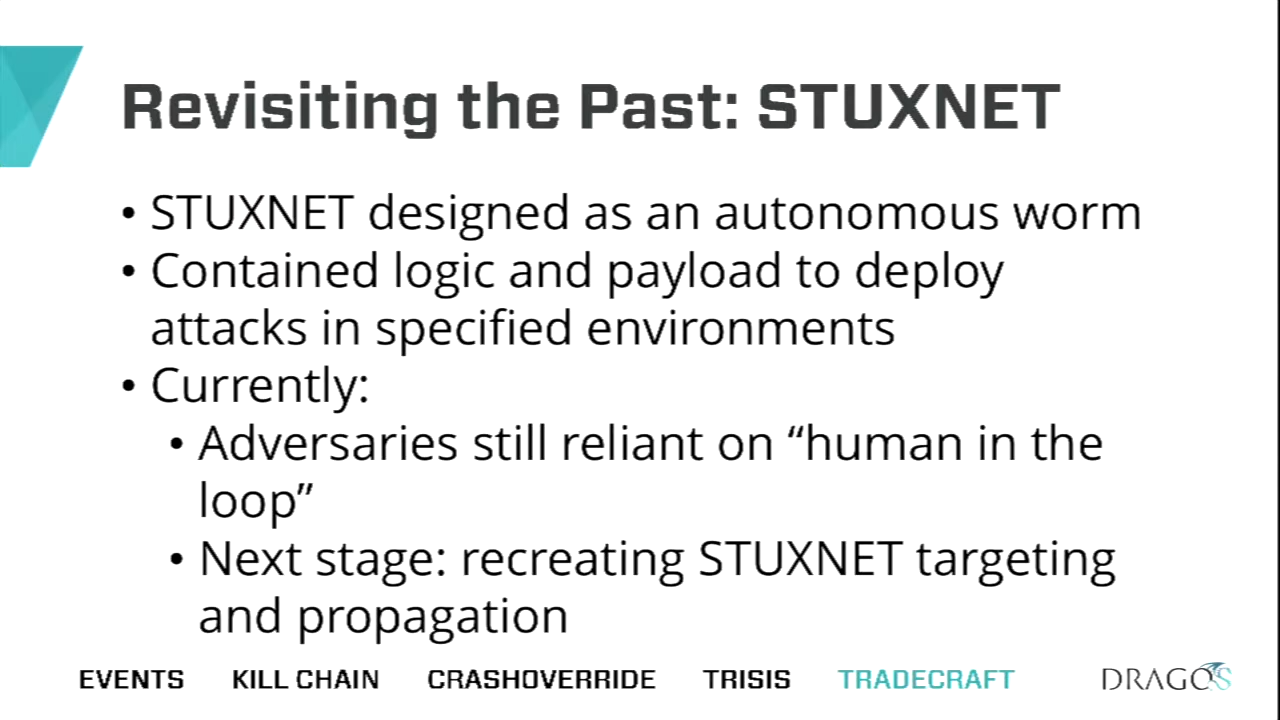 Revisiting the Past: STUXNET
• STUXNET designed as an autonomous worm
• Contained logic and payload to deploy
attacks in specified environments
• Currently:
• Adversaries still reliant on “human in the
loop”
• Next stage: recreating STUXNET targeting
and propagation
EVENTS KILL CHAIN CRASHOVERRIDE TRISIS TRADECRAFT DRAGOS